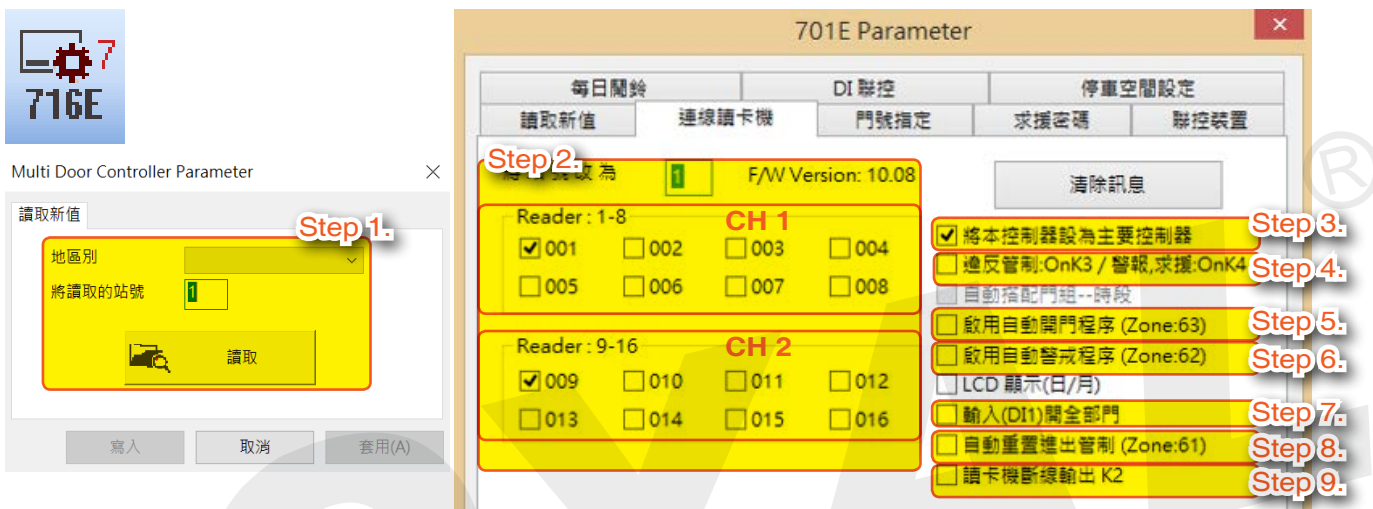 7
716E
Multi Door Controller Parameter
讀取新值
Step 1.
地區別
將讀取的站號 1
讀取
寫入 取消 套用(A)
701E Parameter
每日鬧鈴 DI 聯控 停車空間設定
讀取新值 連線讀卡機 門號指定 求援密碼 聯控裝置
Step 2.
改為 1 F/W Version: 10.08
清除訊息
Reader : 1-8 CH 1
001 002 003 004
005 006 007 008
Reader : 9-16 CH 2
009 010 011 012
013 014 015 016
將本控制器設為主要控制器 Step 3.
違反管制:OnK3 / 警報,求援:OnK4 Step 4.
自動搭配門組--時段
啟用自動開門程序 (Zone:63) Step 5.
啟用自動警戒程序 (Zone:62) Step 6.
LCD 顯示(日/月)
輸入(DI1)開全部門 Step 7.
自動重置進出管制 (Zone:61) Step 8.
讀卡機斷線輸出 K2 Step 9.
®